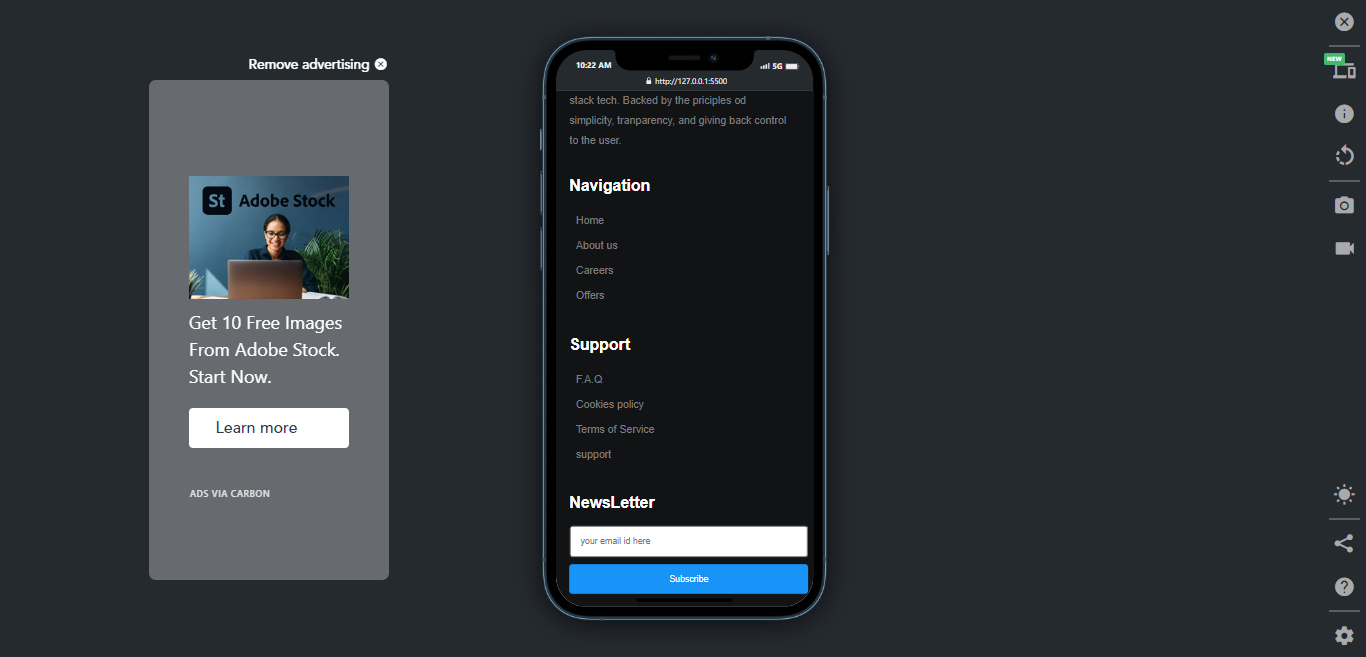 Remove advertising
St Adobe Stock
Get 10 Free Images
From Adobe Stock.
Start Now.
Learn more
ADS VIA CARBON
10:22 AM
5G
http://127.0.0.1:5500
stack tech. Backed by the priciples od
simplicity, tranparency, and giving back control
to the user.
Navigation
Home
About us
Careers
Offers
Support
F.A.Q
Cookies policy
Terms of Service
support
NewsLetter
your email id here
Subscribe
NEW